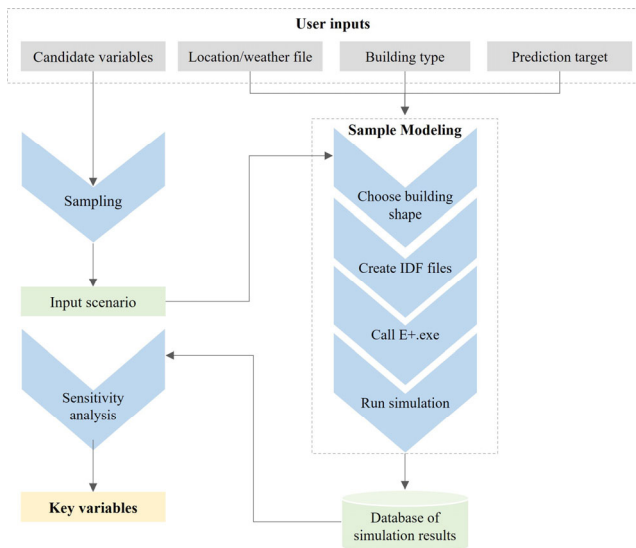 User inputs
Candidate variables
Location/weather file
Building type
Prediction target
Sample Modeling
Sampling
Choose building
shape
Create IDF files
Input scenario
Call E+.exe
Sensitivity
analysis
Run simulation
Key variables
Database of
simulation results